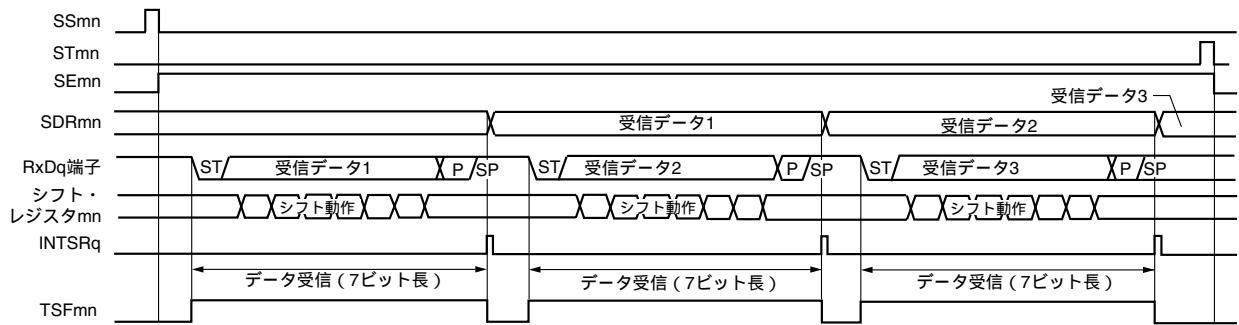 SSmn
STmn
SEmn
受信データ3
SDRmn 受信データ1 受信データ2
RxDq端子 ST 受信データ1 P SP ST 受信データ2 P SP ST 受信データ3 P SP
シフト・
レジスタmn シフト動作 シフト動作 シフト動作
INTSRq
データ受信(7ビット長) データ受信(7ビット長) データ受信(7ビット長)
TSFmn